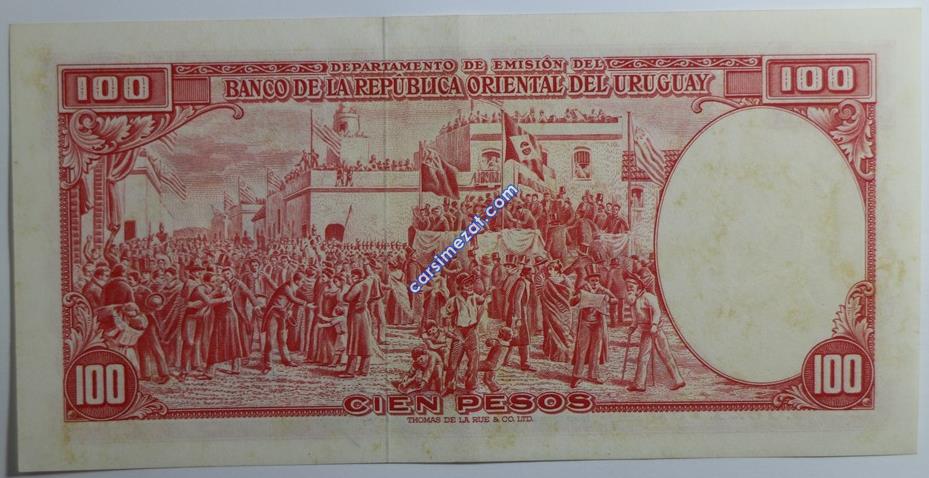 DEPARTAMENTO DE EMISIÓN DEL
100 BANCO DE LA REPÚBLICA ORIENTAL DEL URUGUAY 100
carsimezat.com
100 CIEN PESOS 100
THOMAS DE LA RUE & CO. LTD.